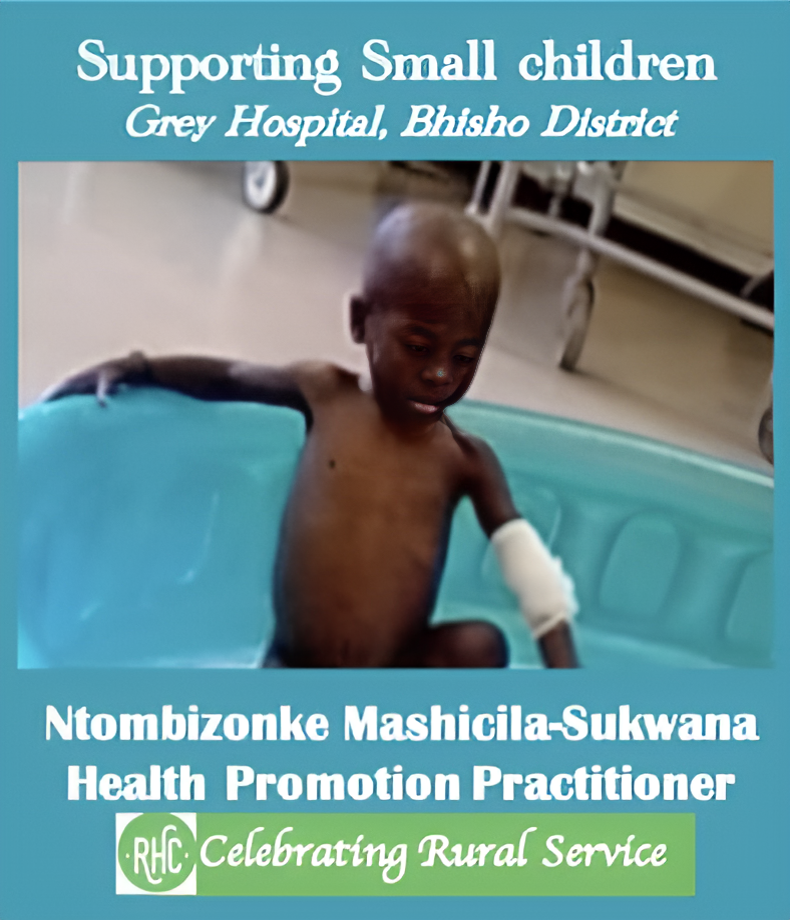 Supporting Small children
Grey Hospital, Bhisho District
Ntombizonke Mashicila-Sukwana
Health Promotion Practitioner
RHC Celebrating Rural Service